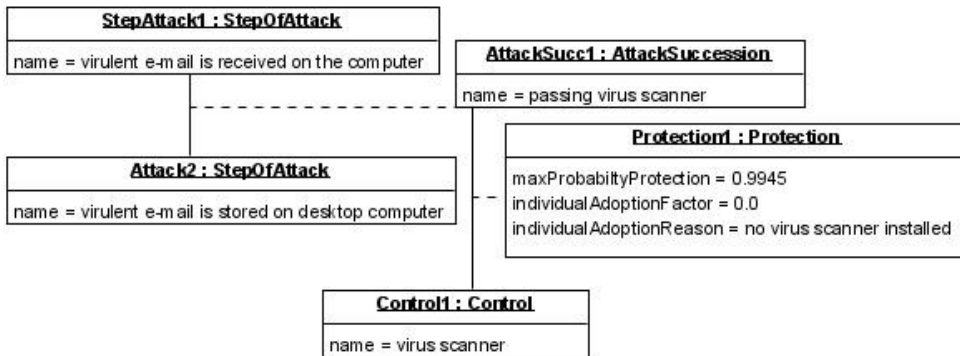 StepAttack1 : StepOfAttack
name = virulent e-mail is received on the computer
AttackSucc1 : AttackSuccession
name = passing virus scanner
Protection1 : Protection
maxProbabiltyProtection = 0.9945
individualAdoptionFactor = 0.0
individualAdoptionReason = no virus scanner installed
Attack2 : StepOfAttack
name = virulent e-mail is stored on desktop computer
Control1 : Control
name = virus scanner